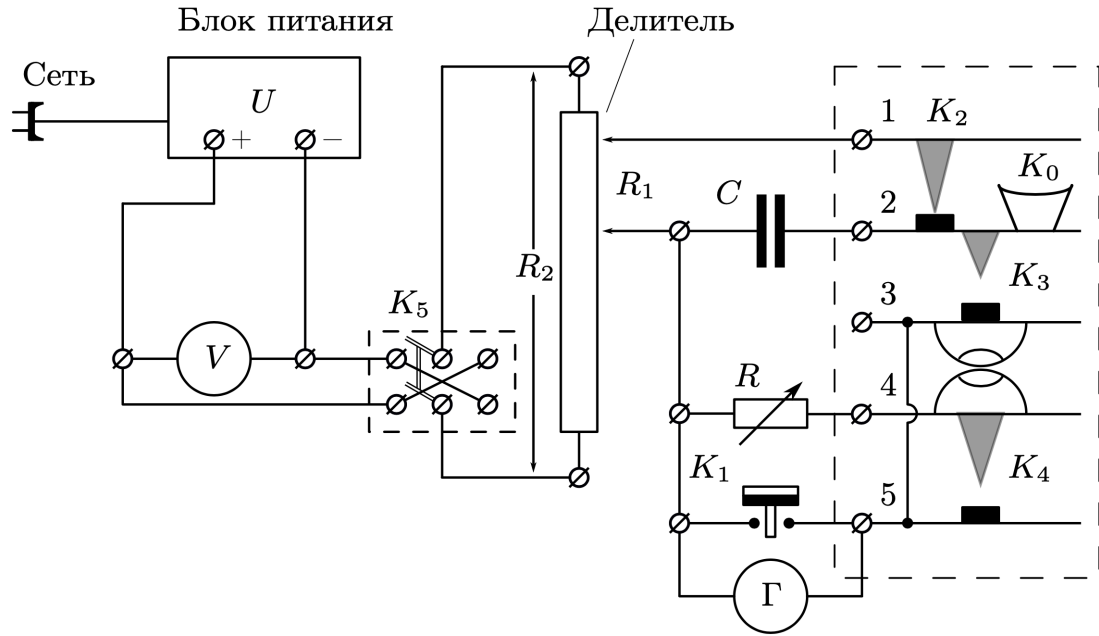 Блок питания
Делитель
Сеть
U
+
−
1
K₂
K₀
R₁
C
2
R₂
K₃
K₅
3
V
R
4
K₁
K₄
5
Г